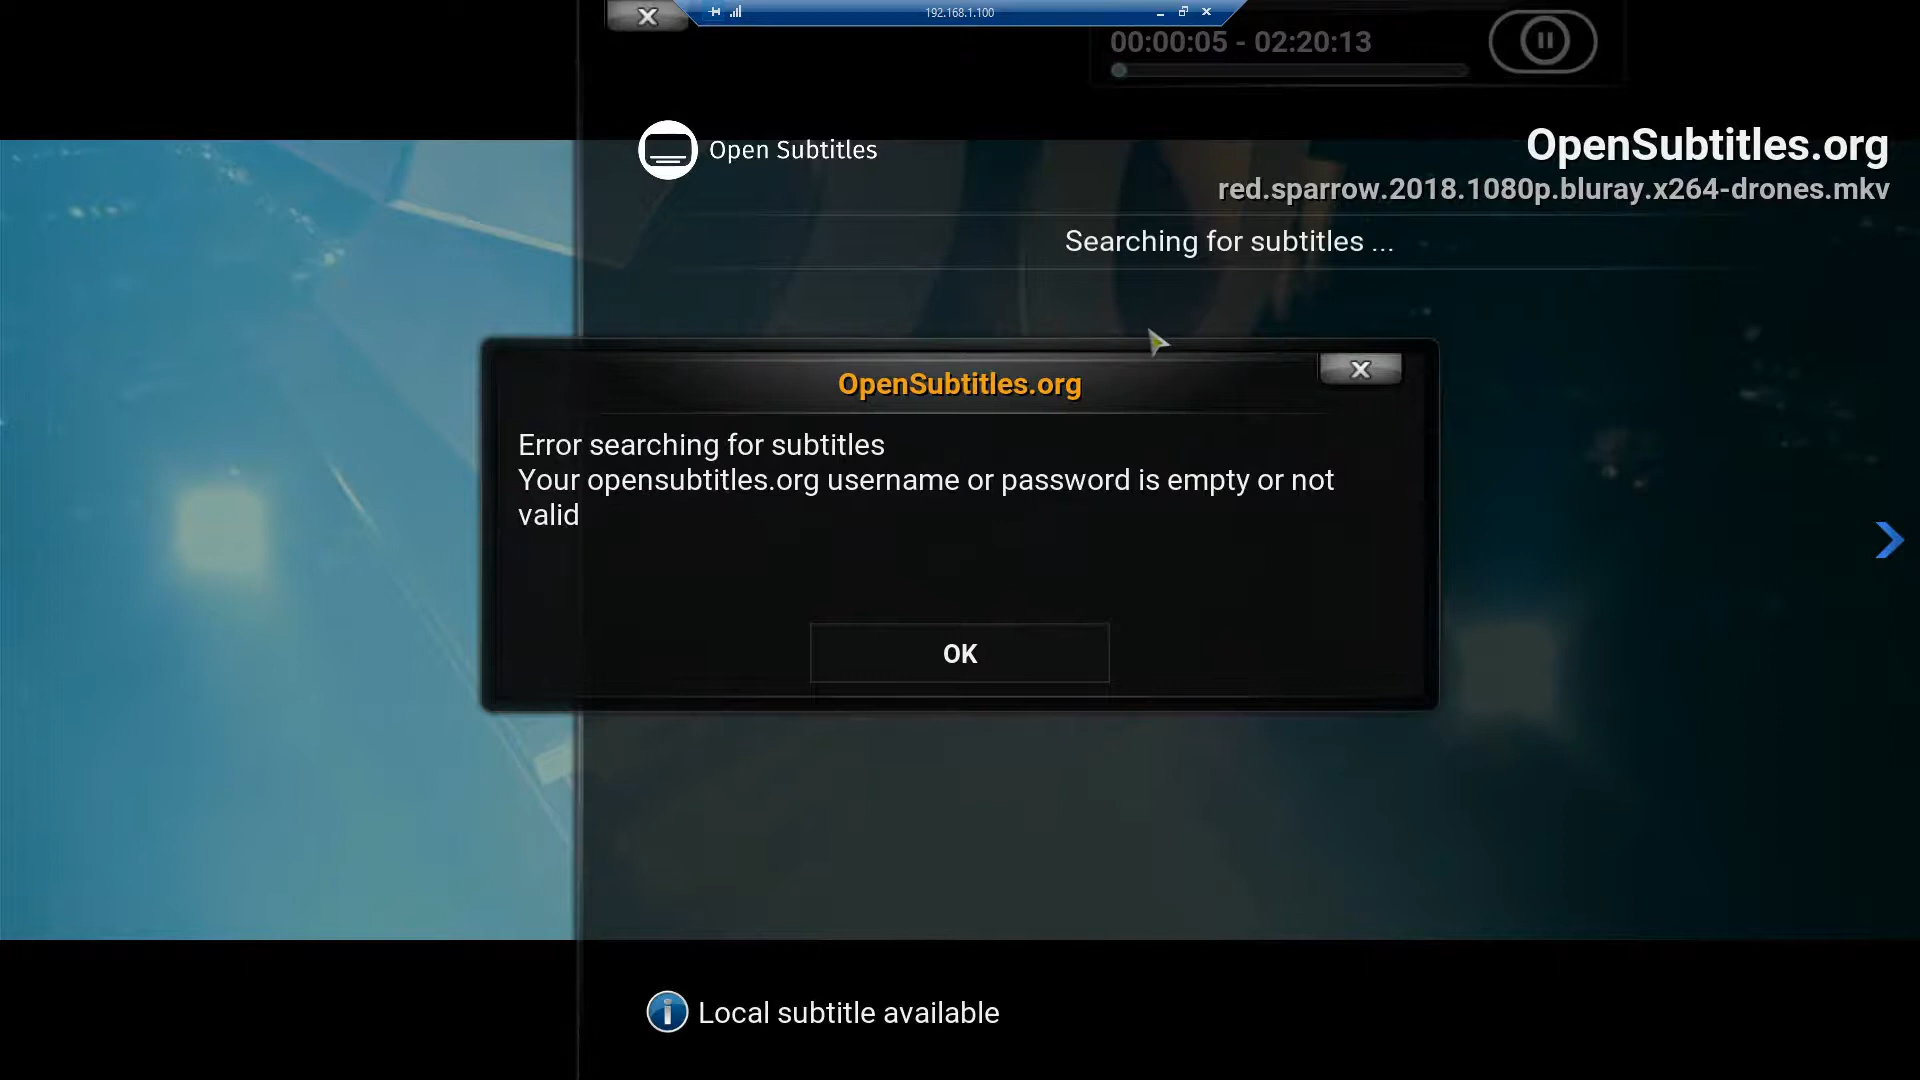 192.168.1.100
00:00:05 - 02:20:13
Open Subtitles
OpenSubtitles.org
red.sparrow.2018.1080p.bluray.x264-drones.mkv
Searching for subtitles ...
OpenSubtitles.org
Error searching for subtitles
Your opensubtitles.org username or password is empty or not
valid
OK
Local subtitle available